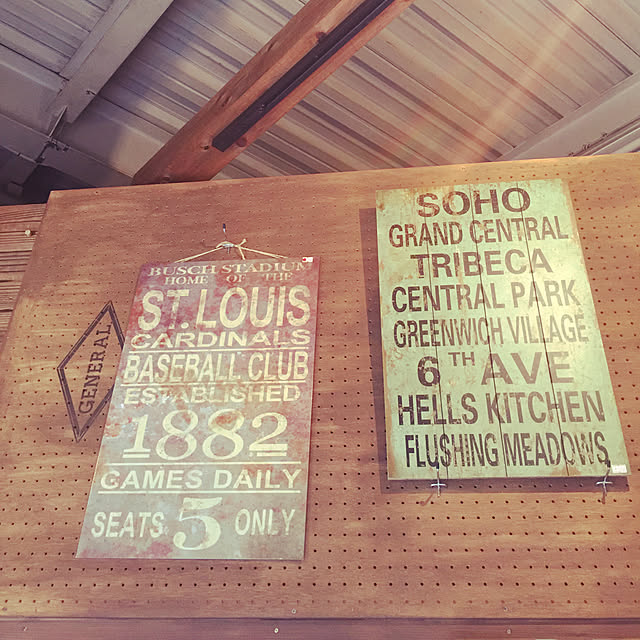 GENERAL
BUSCH STADIUM
HOME OF THE
ST. LOUIS
CARDINALS
BASEBALL CLUB
ESTABLISHED
1882
GAMES DAILY
SEATS 5 ONLY
SOHO
GRAND CENTRAL
TRIBECA
CENTRAL PARK
GREENWICH VILLAGE
6TH AVE
HELLS KITCHEN
FLUSHING MEADOWS